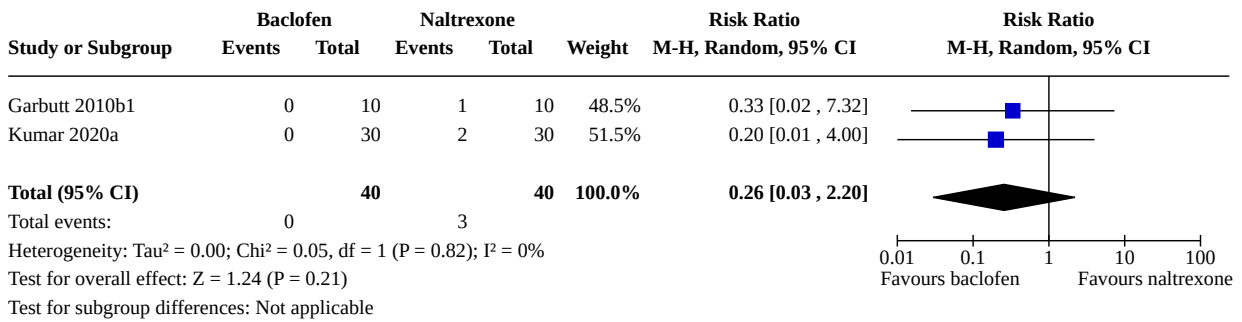 Baclofen Naltrexone Risk Ratio Risk Ratio
Study or Subgroup Events Total Events Total Weight M-H, Random, 95% CI M-H, Random, 95% CI
Garbutt 2010b1 0 10 1 10 48.5% 0.33 [0.02 , 7.32]
Kumar 2020a 0 30 2 30 51.5% 0.20 [0.01 , 4.00]
Total (95% CI) 40 40 100.0% 0.26 [0.03 , 2.20]
Total events: 0 3
Heterogeneity: Tau² = 0.00; Chi² = 0.05, df = 1 (P = 0.82); I² = 0%
0.01 0.1 1 10 100
Test for overall effect: Z = 1.24 (P = 0.21) Favours baclofen Favours naltrexone
Test for subgroup differences: Not applicable